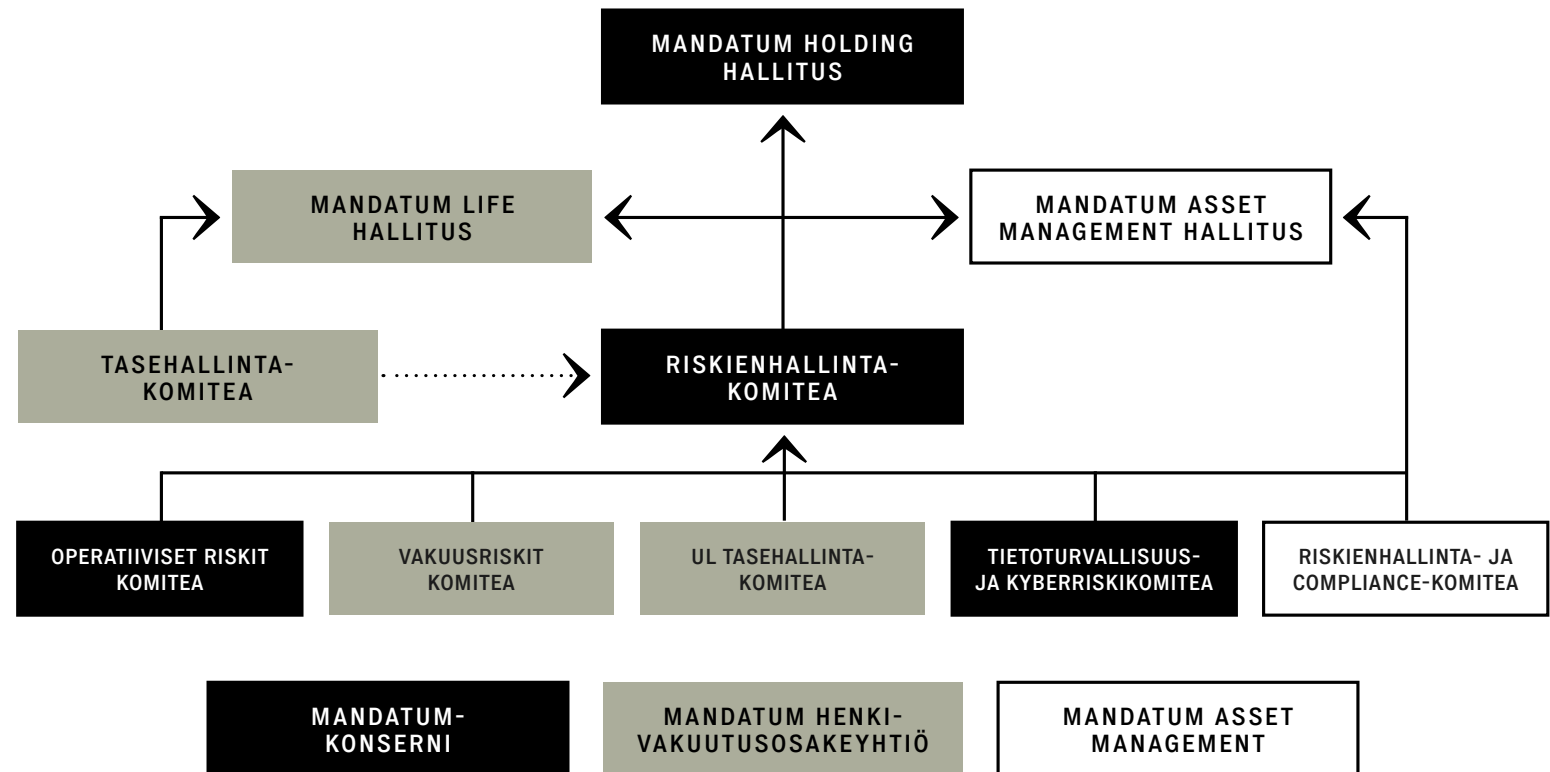 MANDATUM HOLDING
HALLITUS
MANDATUM LIFE
HALLITUS
MANDATUM ASSET
MANAGEMENT HALLITUS
TASEHALLINTA-
KOMITEA
RISKIENHALLINTA-
KOMITEA
OPERATIIVISET RISKIT
KOMITEA
VAKUUSRISKIT
KOMITEA
UL TASEHALLINTA-
KOMITEA
TIETOTURVALLISUUS-
JA KYBERRISKIKOMITEA
RISKIENHALLINTA- JA
COMPLIANCE-KOMITEA
MANDATUM-
KONSERNI
MANDATUM HENKI-
VAKUUTUSOSAKEYHTIÖ
MANDATUM ASSET
MANAGEMENT